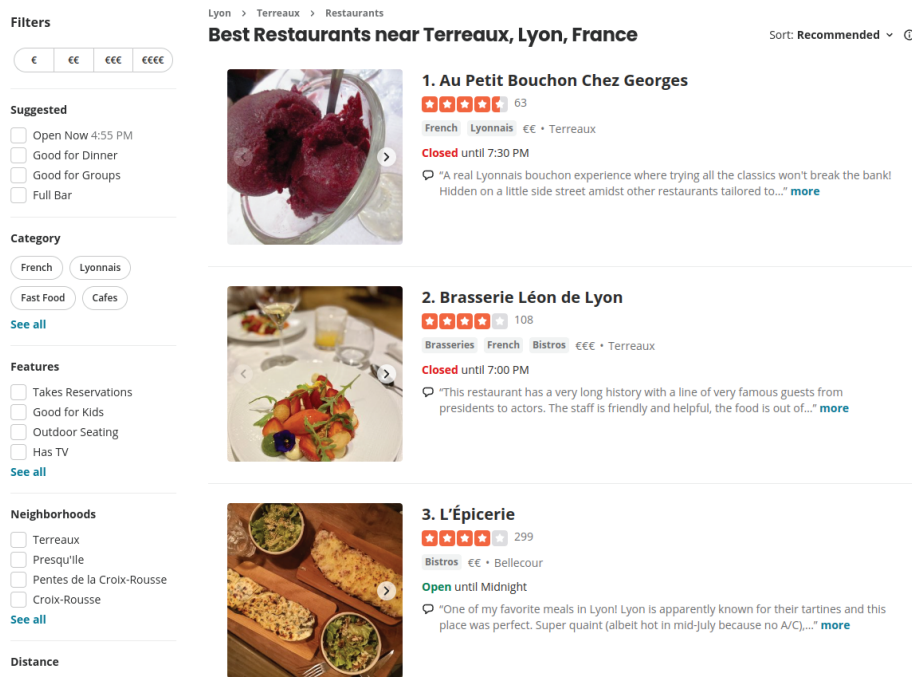 Filters
€ €€ €€€ €€€€
Suggested
Open Now 4:55 PM
Good for Dinner
Good for Groups
Full Bar
Category
French Lyonnais
Fast Food Cafes
See all
Features
Takes Reservations
Good for Kids
Outdoor Seating
Has TV
See all
Neighborhoods
Terreaux
Presqu'ile
Pentes de la Croix-Rousse
Croix-Rousse
See all
Distance
Lyon > Terreaux > Restaurants
Best Restaurants near Terreaux, Lyon, France
Sort: Recommended
1. Au Petit Bouchon Chez Georges
63
French Lyonnais €€ • Terreaux
Closed until 7:30 PM
“A real Lyonnais bouchon experience where trying all the classics won't break the bank!
Hidden on a little side street amidst other restaurants tailored to…” more
2. Brasserie Léon de Lyon
108
Brasseries French Bistros €€€ • Terreaux
Closed until 7:00 PM
“This restaurant has a very long history with a line of very famous guests from
presidents to actors. The staff is friendly and helpful, the food is out of…” more
3. L’Épicerie
299
Bistros €€ • Bellecour
Open until Midnight
“One of my favorite meals in Lyon! Lyon is apparently known for their tartines and this
place was perfect. Super quaint (albeit hot in mid-July because no A/C),…” more